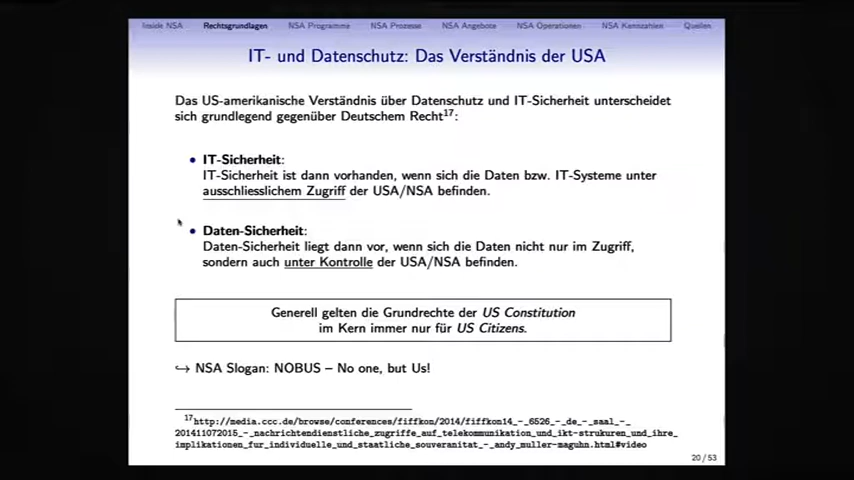 Inside NSA Rechtsgrundlagen NSA Programme NSA Prozesse NSA Angebote NSA Operationen NSA Kennzahlen Quellen
IT- und Datenschutz: Das Verständnis der USA
Das US-amerikanische Verständnis über Datenschutz und IT-Sicherheit unterscheidet
sich grundlegend gegenüber Deutschem Recht17:
• IT-Sicherheit:
IT-Sicherheit ist dann vorhanden, wenn sich die Daten bzw. IT-Systeme unter
ausschliesslichem Zugriff der USA/NSA befinden.
• Daten-Sicherheit:
Daten-Sicherheit liegt dann vor, wenn sich die Daten nicht nur im Zugriff,
sondern auch unter Kontrolle der USA/NSA befinden.
Generell gelten die Grundrechte der US Constitution
im Kern immer nur für US Citizens.
↪ NSA Slogan: NOBUS – No one, but Us!
17http://media.ccc.de/browse/conferences/fiffkon/2014/fiffkon14_-_6526_-_de_-_saal_-_
201411072015_-_nachrichtendienstliche_zugriffe_auf_telekommunikation_und_ikt-strukuren_und_ihre_
implikationen_fur_individuelle_und_staatliche_souveranitat_-_andy_muller-maguhn.html#video
20/53